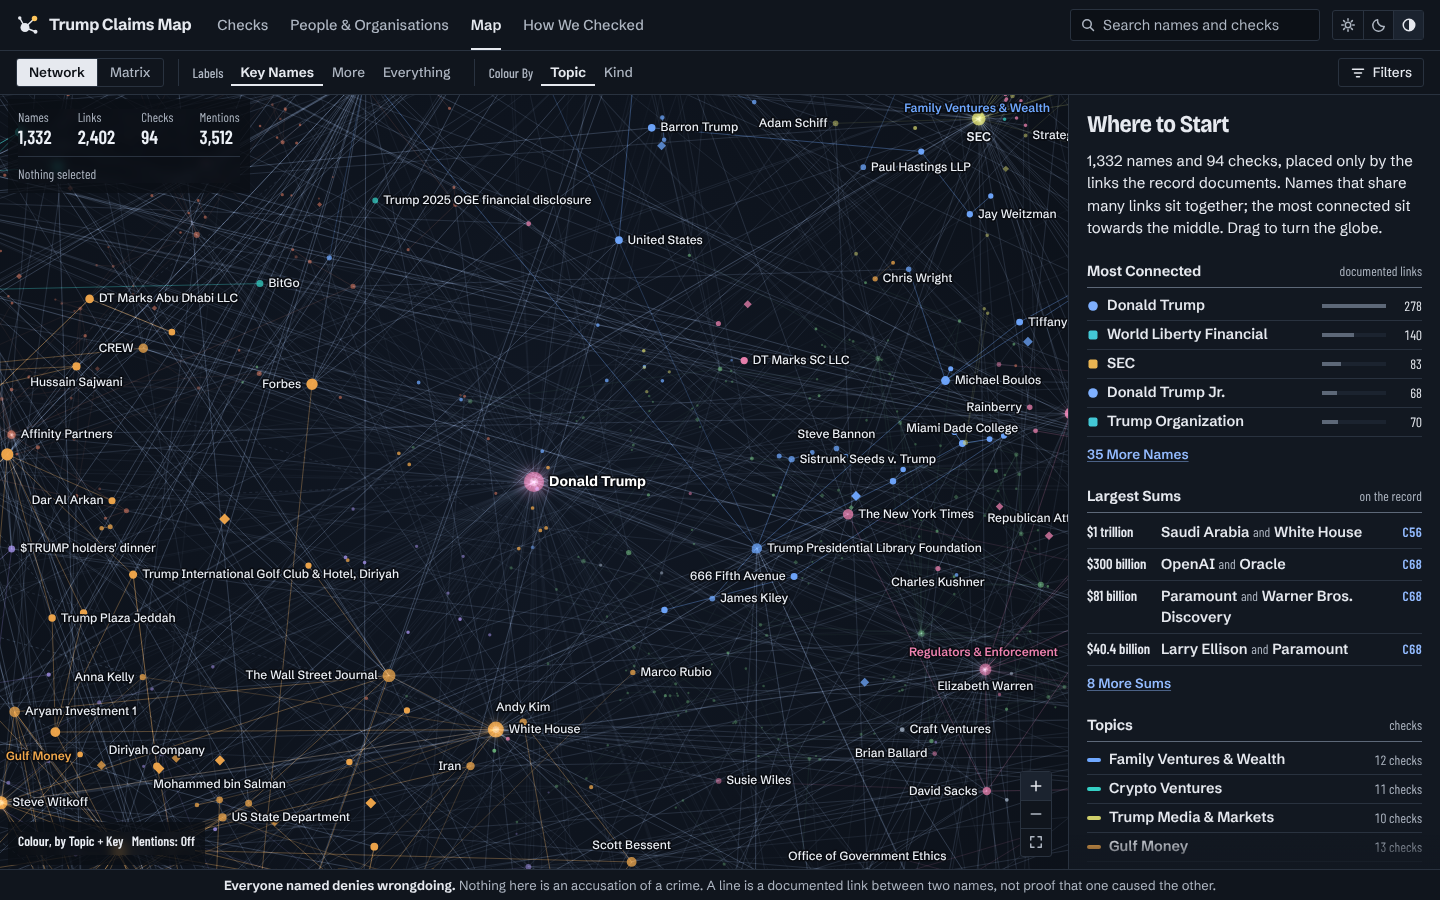 Trump Claims Map
Checks
People & Organisations
Map
How We Checked
Search names and checks
Network
Matrix
Labels
Key Names
More
Everything
Colour By
Topic
Kind
Filters
Names
Links
Checks
Mentions
1,332
2,402
94
3,512
Nothing selected
Family Ventures & Wealth
Barron Trump
Adam Schiff
SEC
Strateg
Paul Hastings LLP
Trump 2025 OGE financial disclosure
Jay Weitzman
United States
Chris Wright
BitGo
DT Marks Abu Dhabi LLC
Tiffany
CREW
DT Marks SC LLC
Hussain Sajwani
Forbes
Michael Boulos
Rainberry
Miami Dade College
Affinity Partners
Steve Bannon
Sistrunk Seeds v. Trump
Donald Trump
Dar Al Arkan
The New York Times
Republican Att
$TRUMP holders' dinner
Trump Presidential Library Foundation
Trump International Golf Club & Hotel, Diriyah
666 Fifth Avenue
Charles Kushner
James Kiley
Trump Plaza Jeddah
Regulators & Enforcement
Anna Kelly
The Wall Street Journal
Marco Rubio
Elizabeth Warren
Aryam Investment 1
Andy Kim
White House
Craft Ventures
Gulf Money
Diriyah Company
Brian Ballard
Iran
Mohammed bin Salman
Susie Wiles
David Sacks
Steve Witkoff
US State Department
Colour, by Topic + Key
Mentions: Off
Scott Bessent
Office of Government Ethics
Where to Start
1,332 names and 94 checks, placed only by the
links the record documents. Names that share
many links sit together; the most connected sit
towards the middle. Drag to turn the globe.
Most Connected
documented links
Donald Trump
278
World Liberty Financial
140
SEC
83
Donald Trump Jr.
68
Trump Organization
70
35 More Names
Largest Sums
on the record
$1 trillion
Saudi Arabia and White House
C56
$300 billion
OpenAI and Oracle
C68
$81 billion
Paramount and Warner Bros.
Discovery
C68
$40.4 billion
Larry Ellison and Paramount
C68
8 More Sums
Topics
checks
Family Ventures & Wealth
12 checks
Crypto Ventures
11 checks
Trump Media & Markets
10 checks
Gulf Money
13 checks
Everyone named denies wrongdoing. Nothing here is an accusation of a crime. A line is a documented link between two names, not proof that one caused the other.